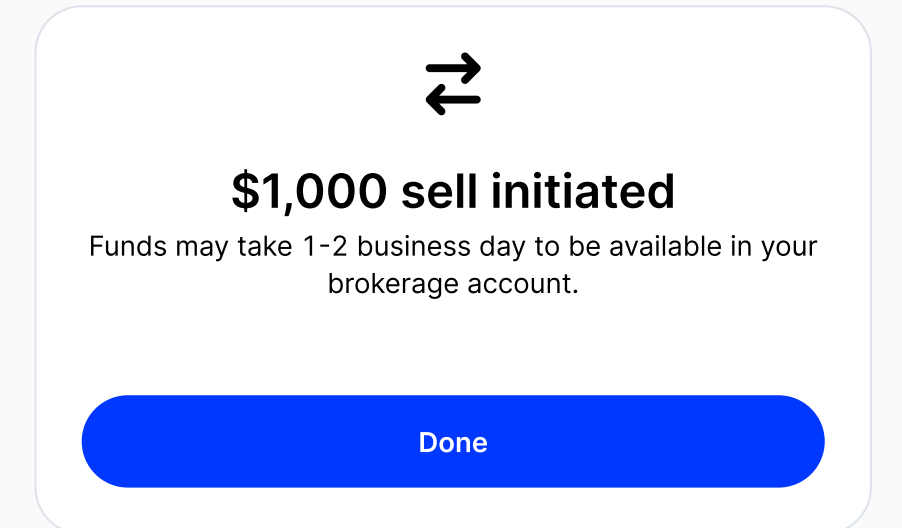 $1,000 sell initiated
Funds may take 1-2 business day to be available in your
brokerage account.
Done